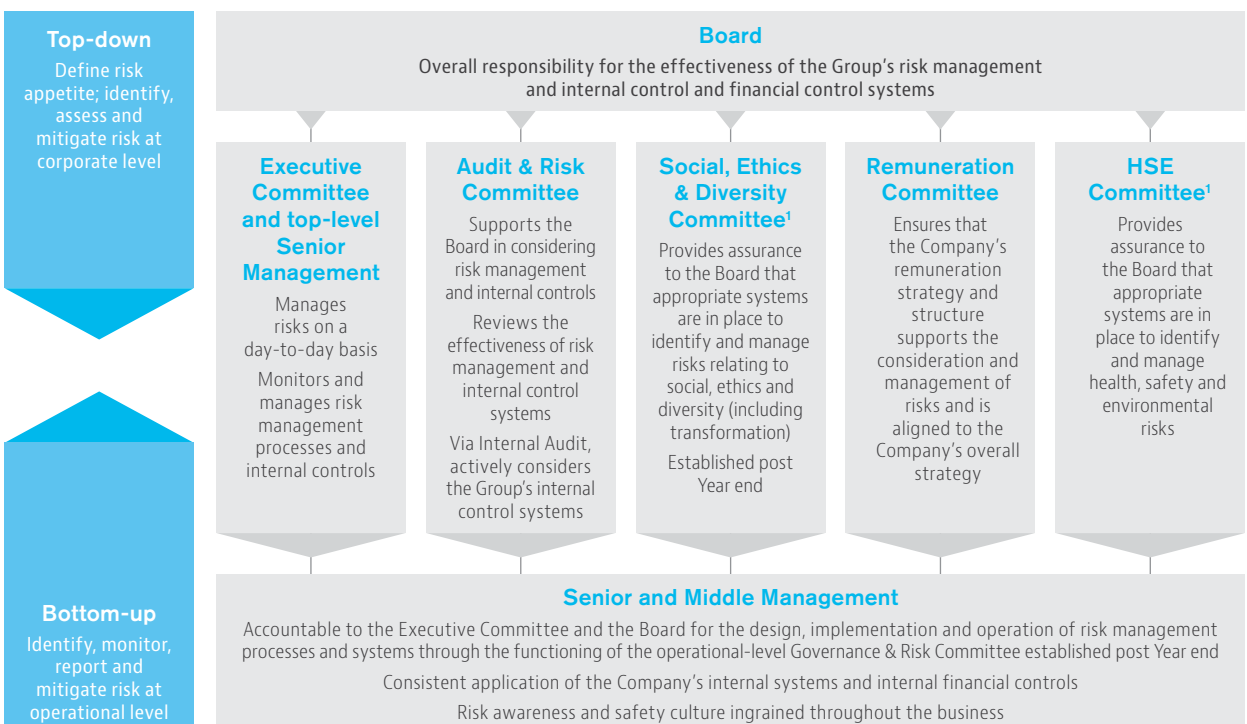 Top-down
Define risk
appetite; identify,
assess and
mitigate risk at
corporate level
Board
Overall responsibility for the effectiveness of the Group's risk management
and internal control and financial control systems
Executive
Committee
and top-level
Senior
Management
Manages
risks on a
day-to-day basis
Monitors and
manages risk
management
processes and
internal controls
Audit & Risk
Committee
Supports the
Board in considering
risk management
and internal controls
Reviews the
effectiveness of risk
management and
internal control
systems
Via Internal Audit,
actively considers
the Group's internal
control systems
Social, Ethics
& Diversity
Committee¹
Provides assurance
to the Board that
appropriate systems
are in place to
identify and manage
risks relating to
social, ethics and
diversity (including
transformation)
Established post
Year end
Remuneration
Committee
Ensures that
the Company's
remuneration
strategy and
structure
supports the
consideration and
management of
risks and is
aligned to the
Company's overall
strategy
HSE
Committee¹
Provides
assurance to
the Board that
appropriate
systems are in
place to identify
and manage
health, safety and
environmental
risks
Bottom-up
Identify, monitor,
report and
mitigate risk at
operational level
Senior and Middle Management
Accountable to the Executive Committee and the Board for the design, implementation and operation of risk management
processes and systems through the functioning of the operational-level Governance & Risk Committee established post Year end
Consistent application of the Company's internal systems and internal financial controls
Risk awareness and safety culture ingrained throughout the business